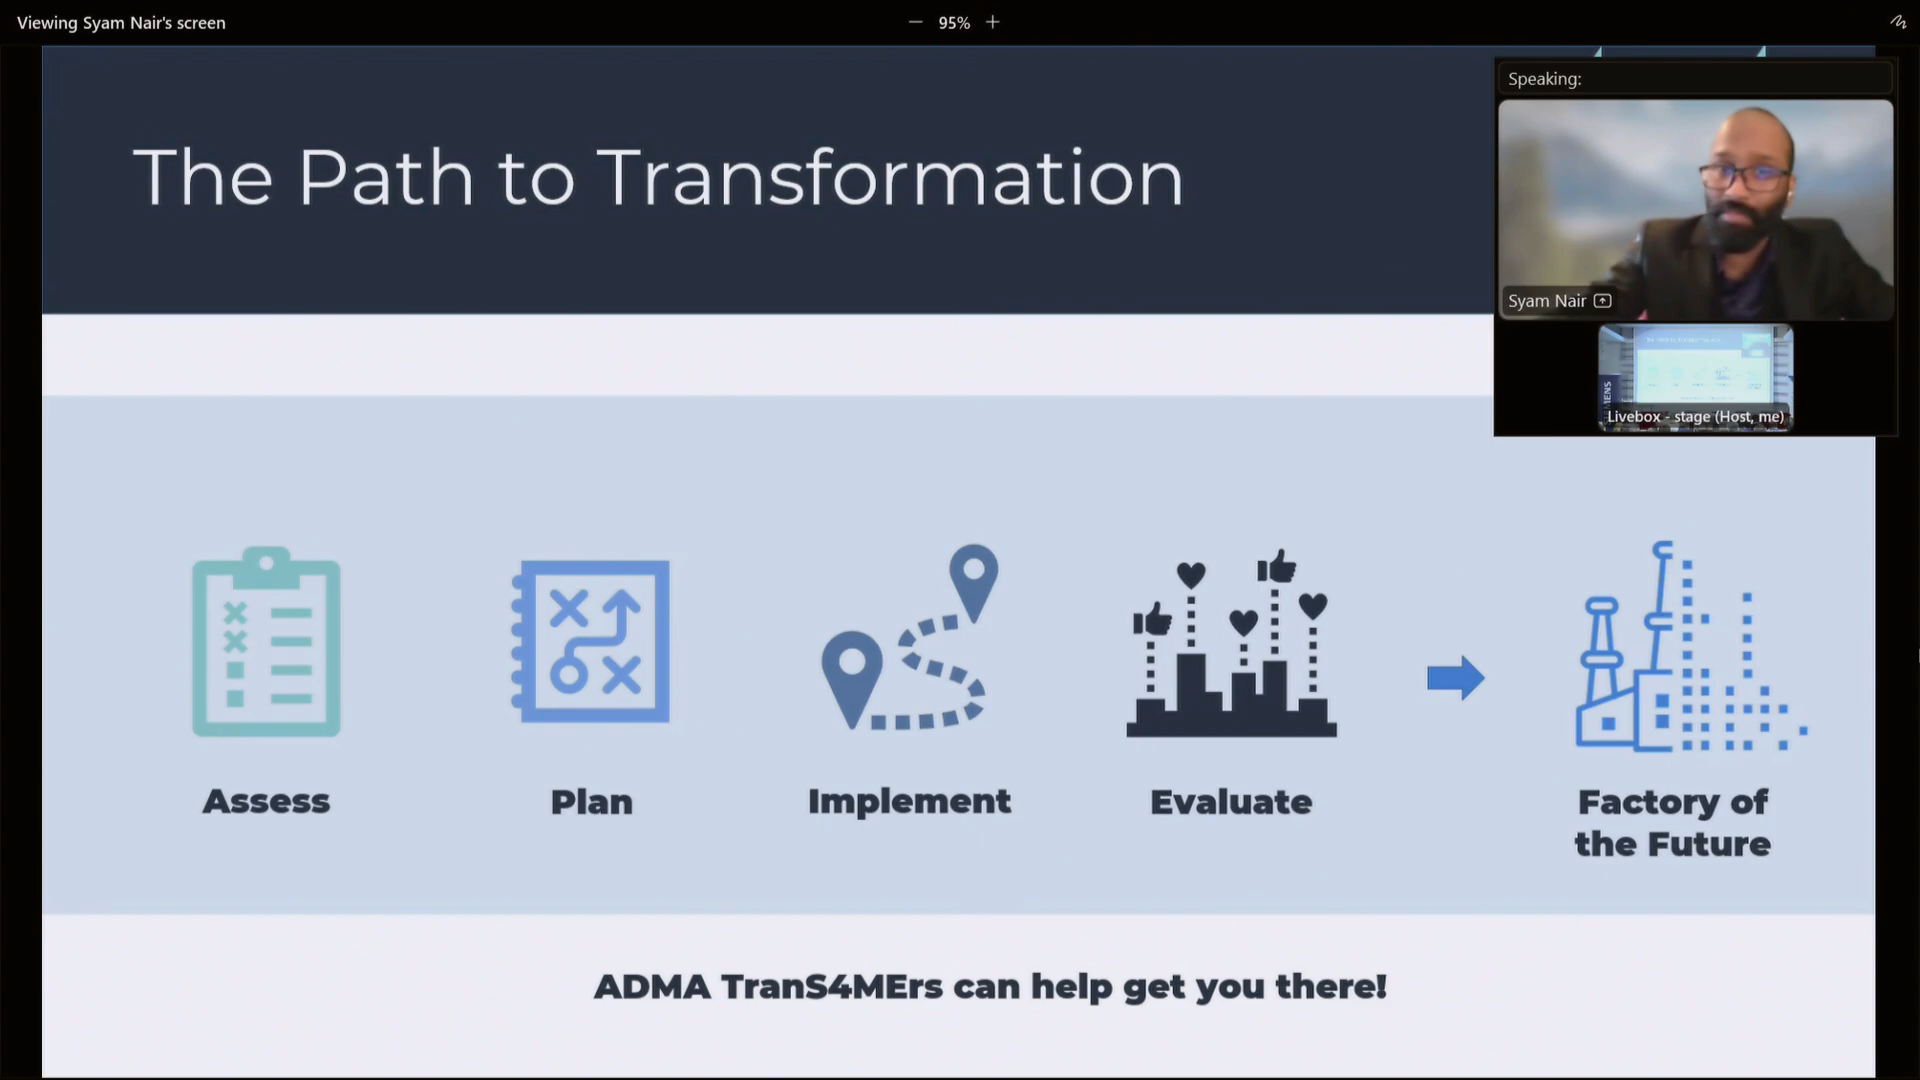 Viewing Syam Nair's screen
95%
The Path to Transformation
Speaking:
Syam Nair
Livebox - stage (Host, me)
Assess
Plan
Implement
Evaluate
Factory of
the Future
ADMA TranS4MErs can help get you there!